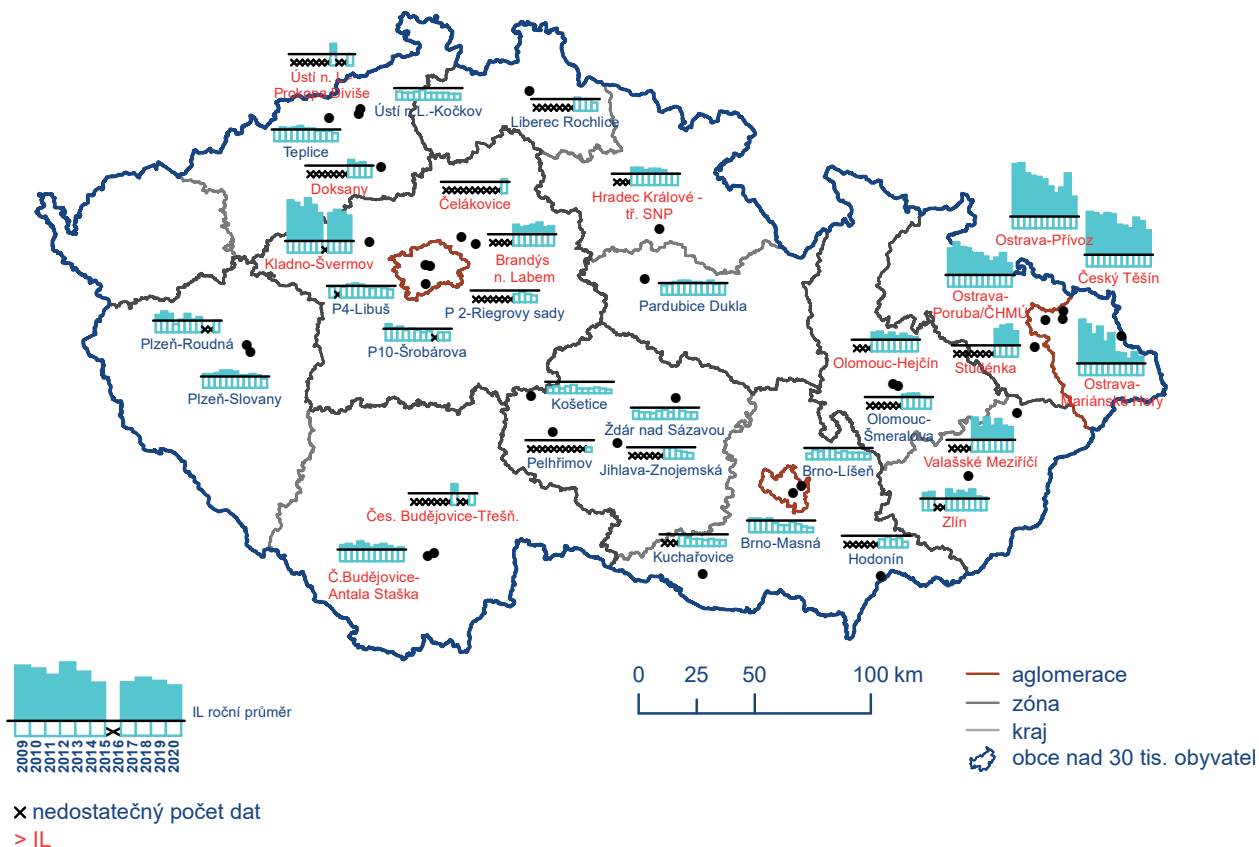 Ústí n. L.-
Prokopa Diviše
Ústí n.L.-Kočkov
Liberec Rochlice
Teplice
Doksany
Čelákovice
Hradec Králové -
tř. SNP
Ostrava-Přívoz
Český Těšín
Kladno-Švermov
Brandýs
n. Labem
Ostrava-
Poruba/ČHMÚ
P4-Libuš
P 2-Riegrovy sady
Pardubice Dukla
Plzeň-Roudná
P10-Šrobárova
Olomouc-Hejčín
Studénka
Ostrava-
Mariánské Hory
Plzeň-Slovany
Košetice
Ždár nad Sázavou
Olomouc-
Šmeralova
Pelhřimov
Jihlava-Znojemská
Brno-Líšeň
Valašské Meziříčí
Čes. Budějovice-Třešň.
Zlín
Brno-Masná
Kuchařovice
Hodonín
Č.Budějovice-
Antala Staška
IL roční průměr
2009
2010
2011
2012
2013
2014
2015
2016
2017
2018
2019
2020
nedostatečný počet dat
> IL
0 25 50 100 km
aglomerace
zóna
kraj
obce nad 30 tis. obyvatel